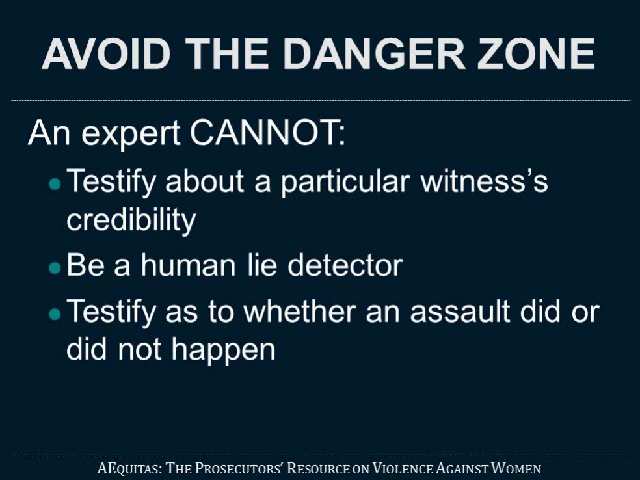 AVOID THE DANGER ZONE
An expert CANNOT:
● Testify about a particular witness’s
credibility
● Be a human lie detector
● Testify as to whether an assault did or
did not happen
AEQUITAS: THE PROSECUTORS’ RESOURCE ON VIOLENCE AGAINST WOMEN